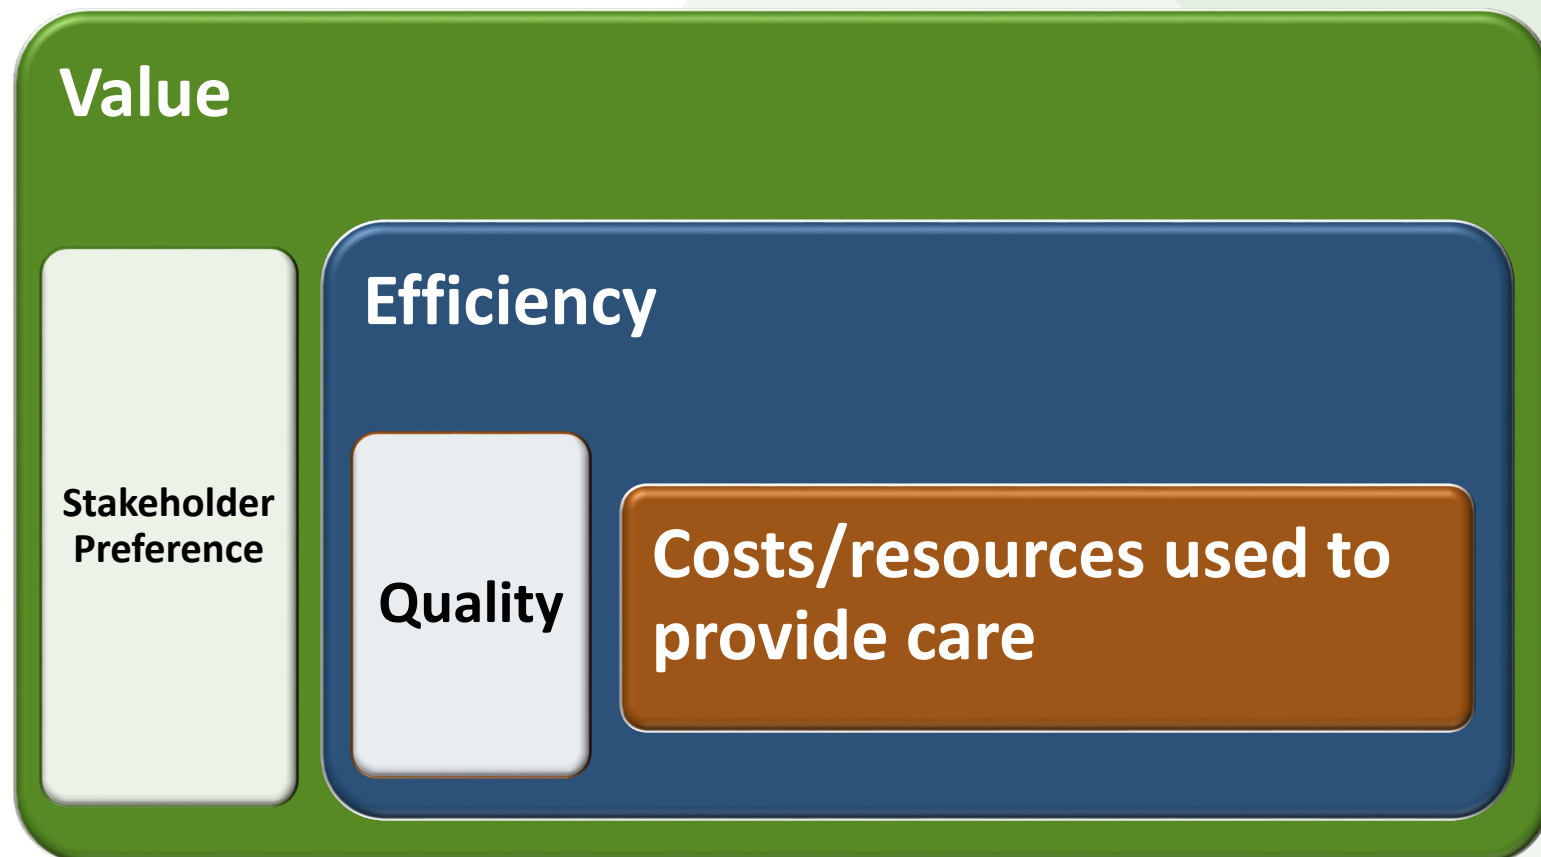 Value
Efficiency
Stakeholder
Preference
Quality
Costs/resources used to
provide care